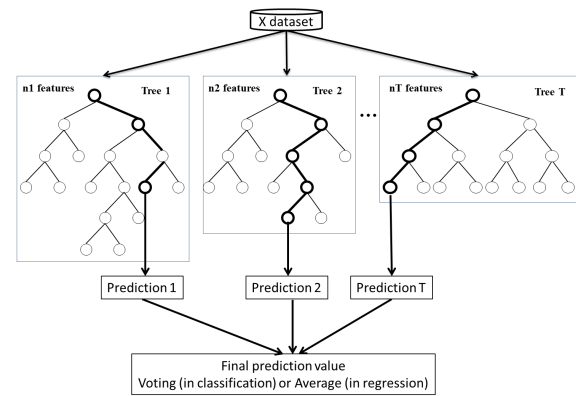 X dataset
n1 features
Tree 1
n2 features
Tree 2
...
nT features
Tree T
Prediction 1
Prediction 2
Prediction T
Final prediction value
Voting (in classification) or Average (in regression)